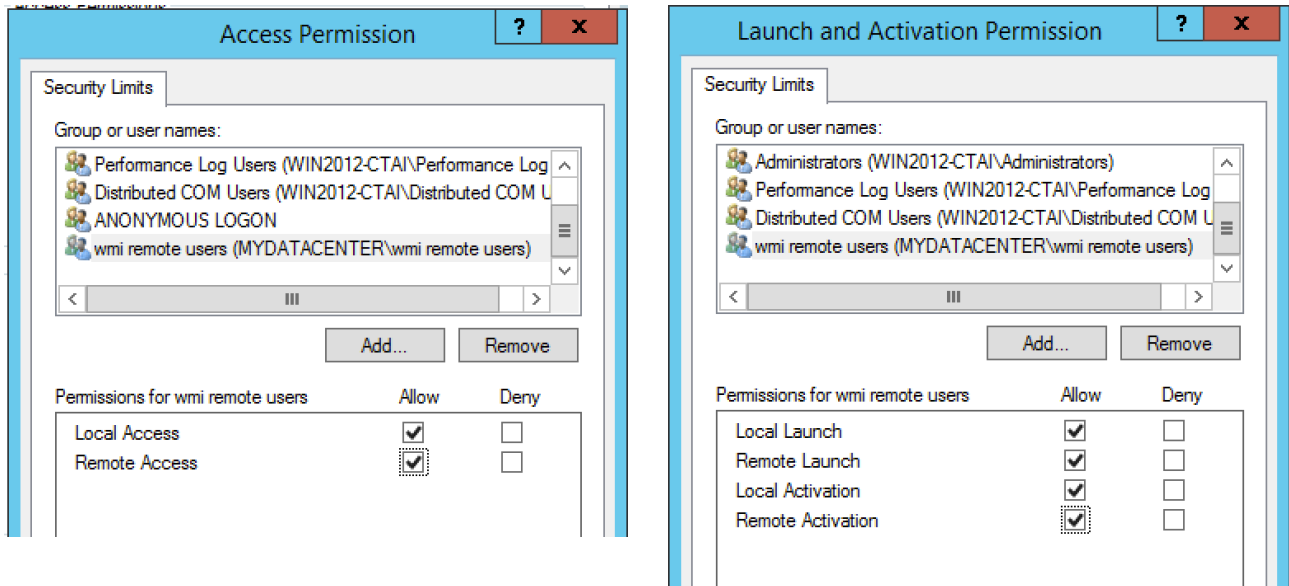 Access Permissions
Access Permission
?
x
Security Limits
Group or user names:
Performance Log Users (WIN2012-CTAI\Performance Log
Distributed COM Users (WIN2012-CTAI\Distributed COM U
ANONYMOUS LOGON
wmi remote users (MYDATACENTER\wmi remote users)
Add...
Remove
Permissions for wmi remote users
Allow
Deny
Local Access
Remote Access
Launch and Activation Permission
?
x
Security Limits
Group or user names:
Administrators (WIN2012-CTAI\Administrators)
Performance Log Users (WIN2012-CTAI\Performance Log
Distributed COM Users (WIN2012-CTAI\Distributed COM U
wmi remote users (MYDATACENTER\wmi remote users)
Add...
Remove
Permissions for wmi remote users
Allow
Deny
Local Launch
Remote Launch
Local Activation
Remote Activation